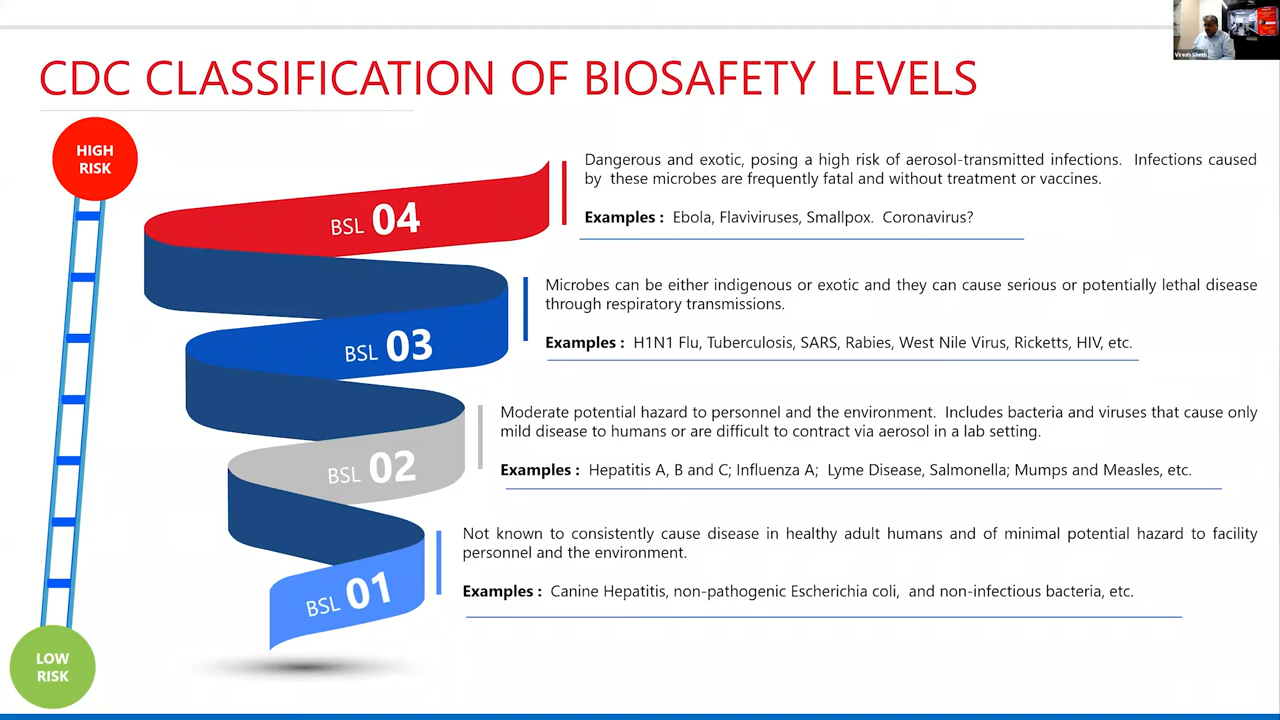 CDC CLASSIFICATION OF BIOSAFETY LEVELS
Viresh Sheth
HIGH
RISK
BSL 04
Dangerous and exotic, posing a high risk of aerosol-transmitted infections. Infections caused
by these microbes are frequently fatal and without treatment or vaccines.
Examples : Ebola, Flaviviruses, Smallpox. Coronavirus?
BSL 03
Microbes can be either indigenous or exotic and they can cause serious or potentially lethal disease
through respiratory transmissions.
Examples : H1N1 Flu, Tuberculosis, SARS, Rabies, West Nile Virus, Ricketts, HIV, etc.
BSL 02
Moderate potential hazard to personnel and the environment. Includes bacteria and viruses that cause only
mild disease to humans or are difficult to contract via aerosol in a lab setting.
Examples : Hepatitis A, B and C; Influenza A; Lyme Disease, Salmonella; Mumps and Measles, etc.
BSL 01
Not known to consistently cause disease in healthy adult humans and of minimal potential hazard to facility
personnel and the environment.
Examples : Canine Hepatitis, non-pathogenic Escherichia coli, and non-infectious bacteria, etc.
LOW
RISK